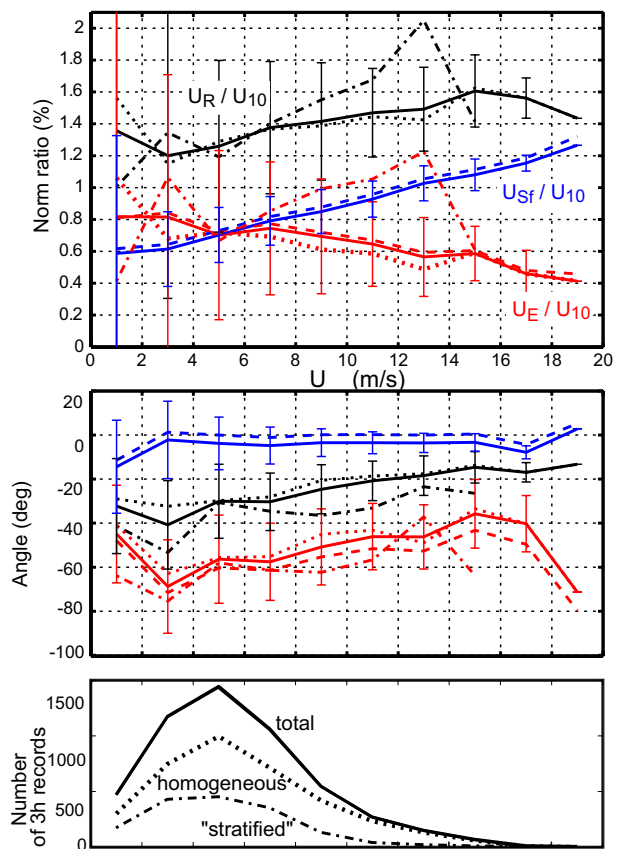 2
1.8
1.6
1.4
1.2
1
0.8
0.6
0.4
0.2
0
Norm ratio (%)
U_R / U_10
U_Sf / U_10
U_E / U_10
0 2 4 6 8 10 12 14 16 18 20
U (m/s)
20
0
-20
-40
-60
-80
-100
Angle (deg)
1500
1000
500
0
Number
of 3h records
total
homogeneous
"stratified"